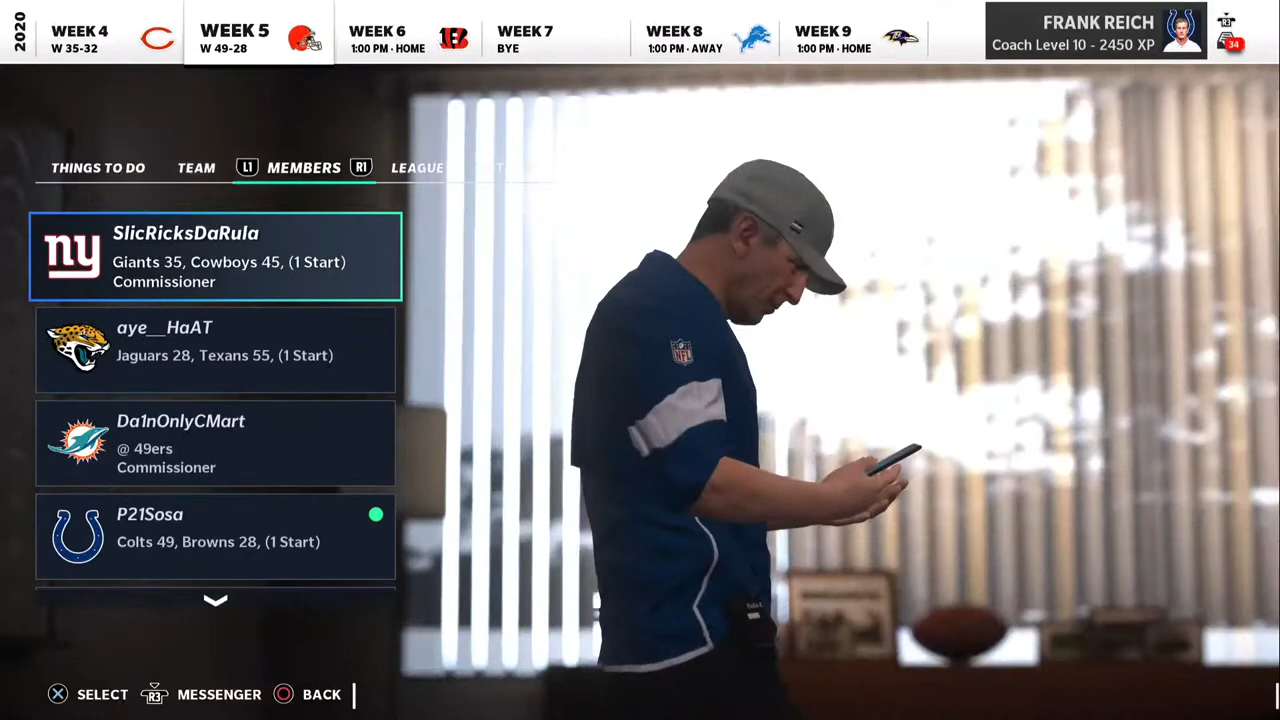 2020
WEEK 4
W 35-32
WEEK 5
W 49-28
WEEK 6
1:00 PM · HOME
WEEK 7
BYE
WEEK 8
1:00 PM · AWAY
WEEK 9
1:00 PM · HOME
FRANK REICH
Coach Level 10 - 2450 XP
R3
34
THINGS TO DO
TEAM
L1
MEMBERS
R1
LEAGUE
ny
SlicRicksDaRula
Giants 35, Cowboys 45, (1 Start)
Commissioner
aye__HaAT
Jaguars 28, Texans 55, (1 Start)
Da1nOnlyCMart
@ 49ers
Commissioner
P21Sosa
Colts 49, Browns 28, (1 Start)
NFL
SELECT
R3
MESSENGER
BACK